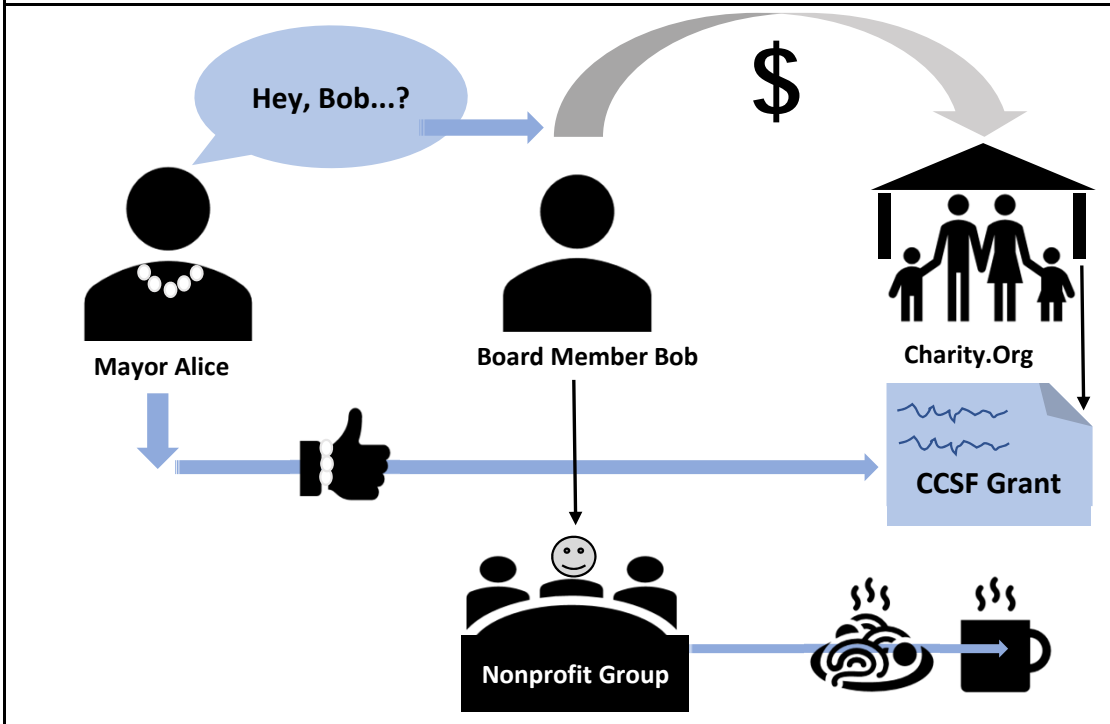 Hey, Bob...?
$
Mayor Alice
Board Member Bob
Charity.Org
CCSF Grant
Nonprofit Group